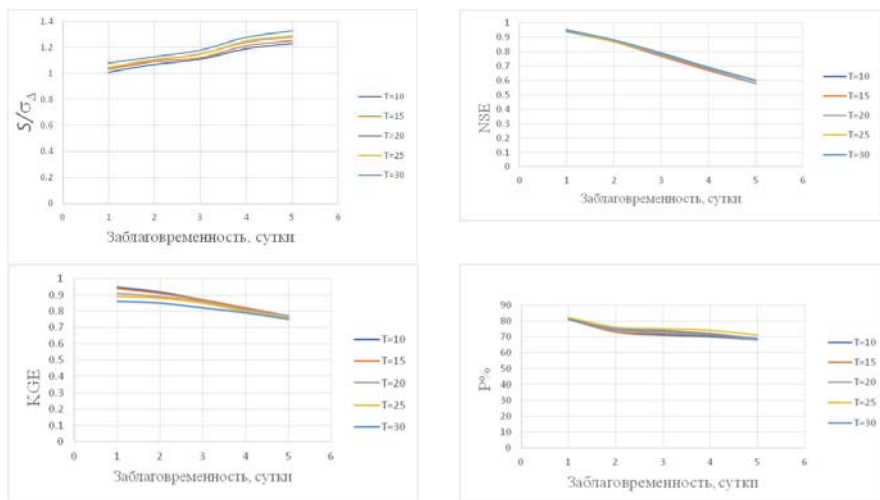 S/σΔ
1.4
1.2
1
0.8
0.6
0.4
0.2
0
0
1
2
3
4
5
6
Заблаговременность, сутки
T=10
T=15
T=20
T=25
T=30
NSE
1
0.9
0.8
0.7
0.6
0.5
0.4
0.3
0.2
0.1
0
0
1
2
3
4
5
6
Заблаговременность, сутки
T=10
T=15
T=20
T=25
T=30
KGE
1
0.9
0.8
0.7
0.6
0.5
0.4
0.3
0.2
0.1
0
0
1
2
3
4
5
6
Заблаговременность, сутки
T=10
T=15
T=20
T=25
T=30
P%
90
80
70
60
50
40
30
20
10
0
0
1
2
3
4
5
6
Заблаговременность, сутки
T=10
T=15
T=20
T=25
T=30